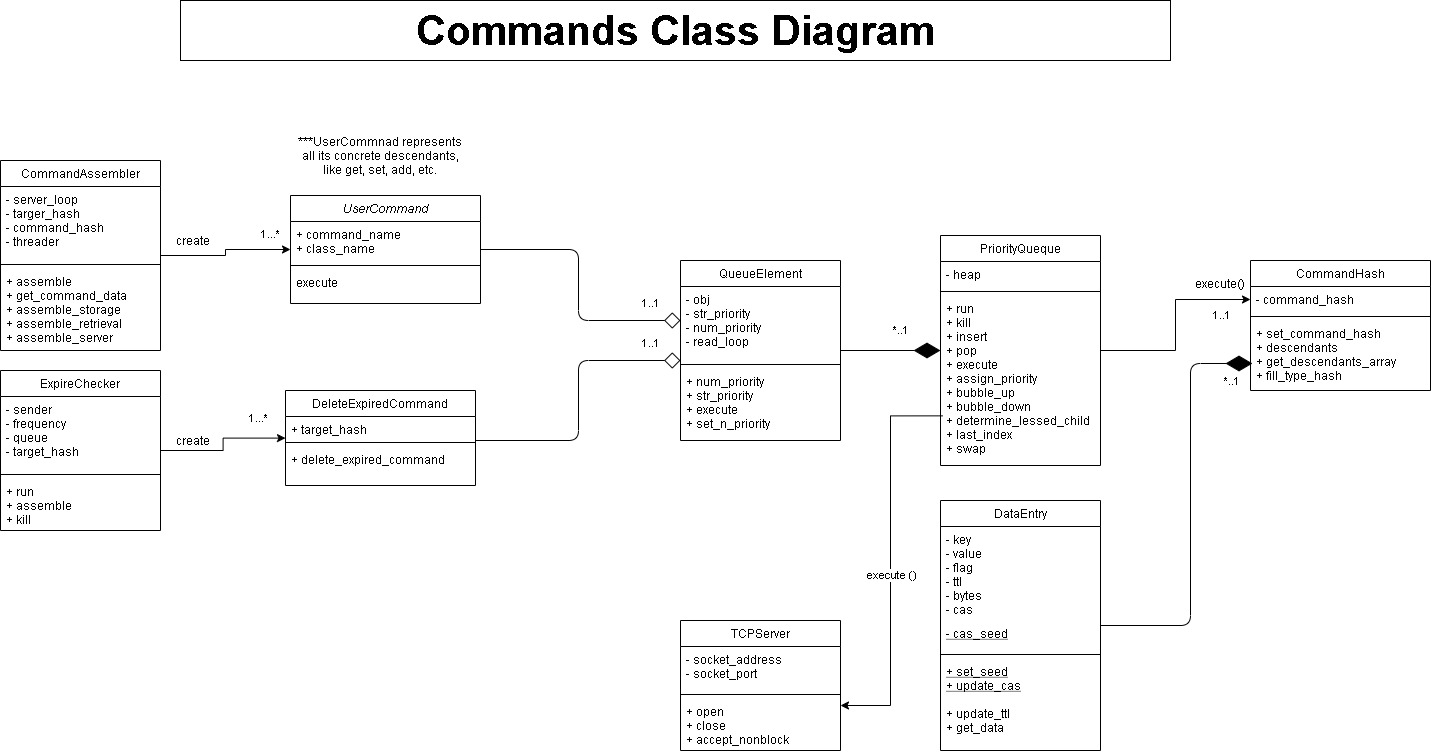 Commands Class Diagram
***UserCommnad represents
all its concrete descendants,
like get, set, add, etc.
CommandAssembler
- server_loop
- targer_hash
- command_hash
- threader
+ assemble
+ get_command_data
+ assemble_storage
+ assemble_retrieval
+ assemble_server
create
1...*
UserCommand
+ command_name
+ class_name
execute
ExpireChecker
- sender
- frequency
- queue
- target_hash
+ run
+ assemble
+ kill
create
1...*
DeleteExpiredCommand
+ target_hash
+ delete_expired_command
1..1
1..1
QueueElement
- obj
- str_priority
- num_priority
- read_loop
+ num_priority
+ str_priority
+ execute
+ set_n_priority
*..1
PriorityQueque
- heap
+ run
+ kill
+ insert
+ pop
+ execute
+ assign_priority
+ bubble_up
+ bubble_down
+ determine_lessed_child
+ last_index
+ swap
execute()
1..1
CommandHash
- command_hash
+ set_command_hash
+ descendants
+ get_descendants_array
+ fill_type_hash
*..1
DataEntry
- key
- value
- flag
- ttl
- bytes
- cas
- cas_seed
+ set_seed
+ update_cas
+ update_ttl
+ get_data
execute ()
TCPServer
- socket_address
- socket_port
+ open
+ close
+ accept_nonblock